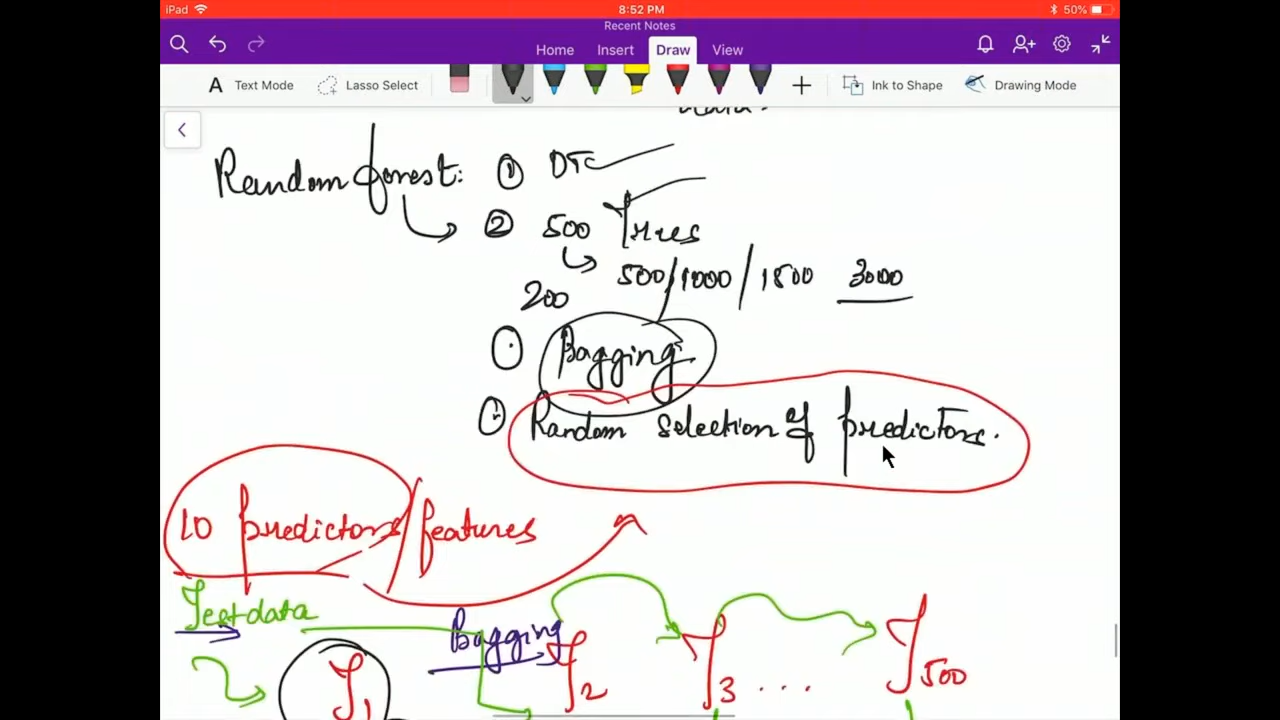 iPad 8:52 PM 50%
Recent Notes
Home Insert Draw View
A Text Mode Lasso Select Ink to Shape Drawing Mode
Random forest: ① DTC
② 500 Trees
500/1000/1500 3000
200
Bagging
Random selection of predictors.
10 predictors/features
Test data
Bagging
T1 T2 T3 ... T500